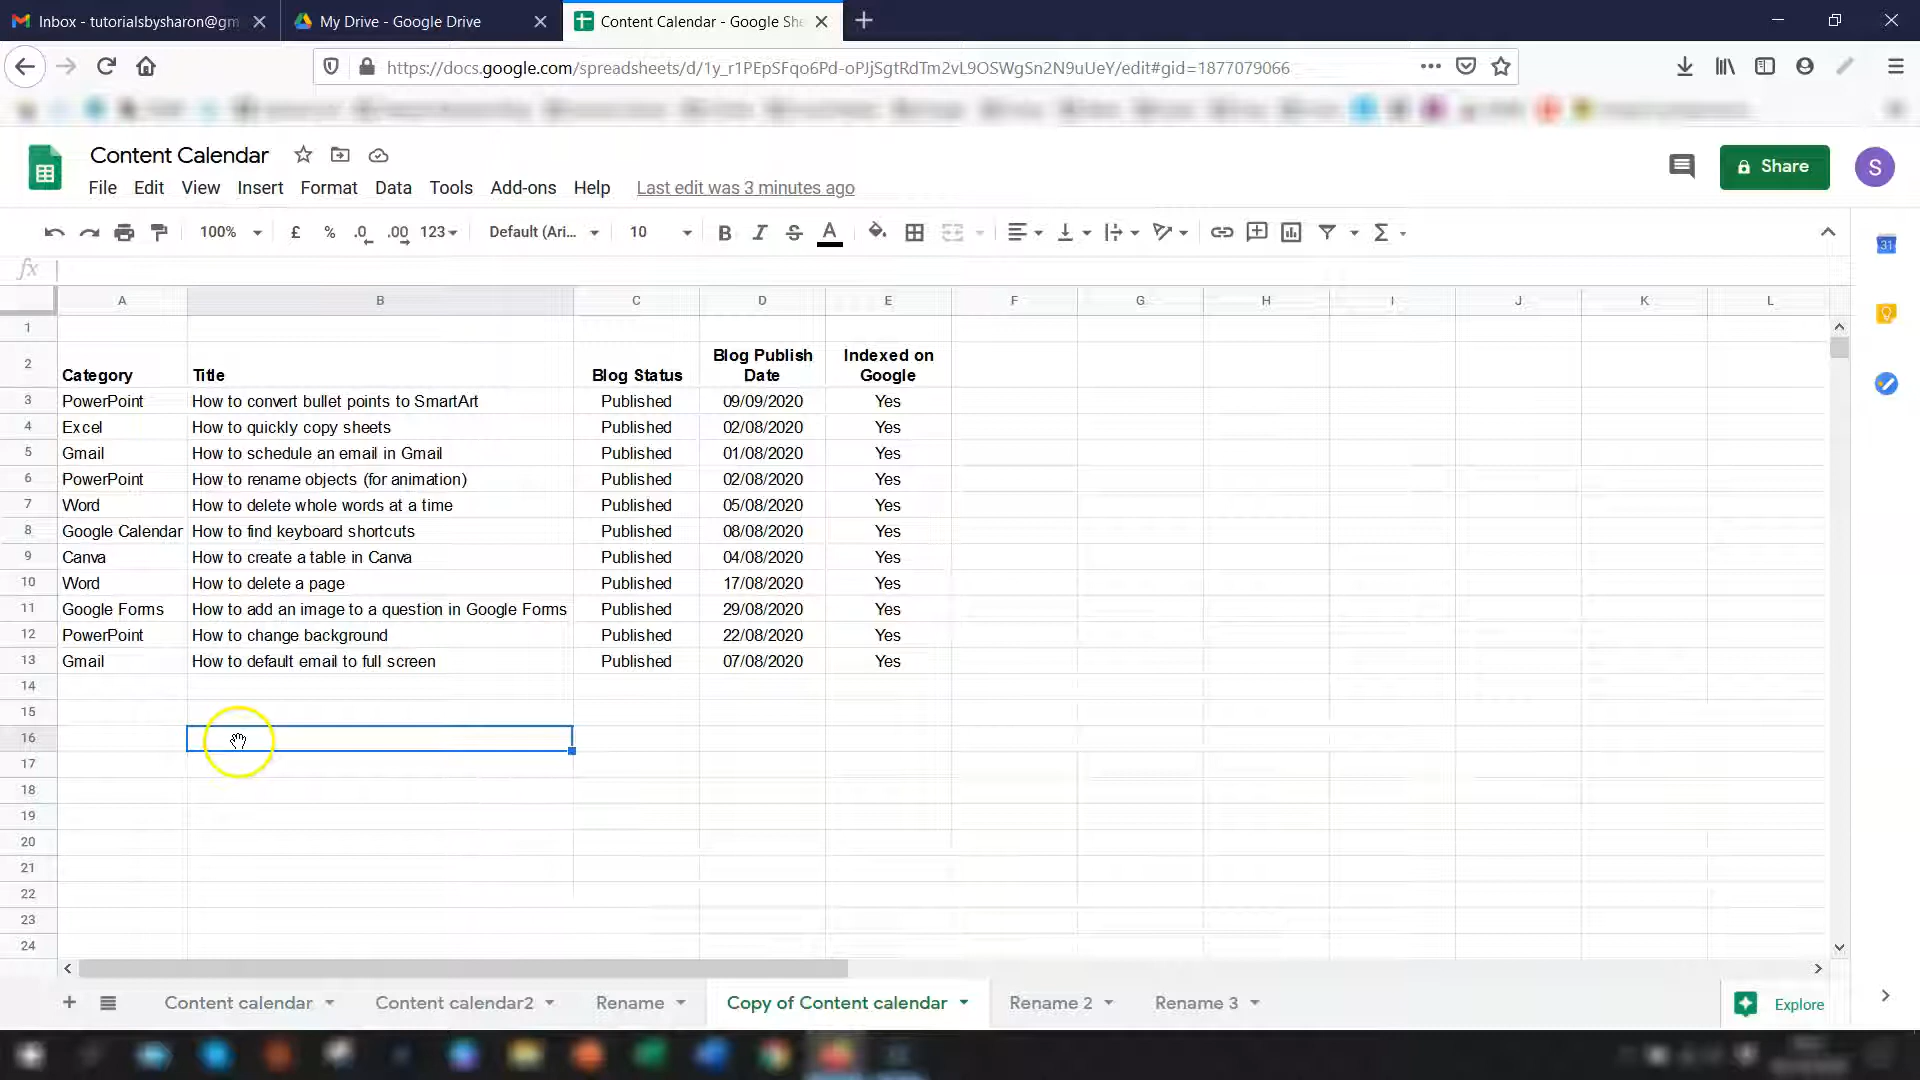 Inbox - tutorialsbysharon@gm
My Drive - Google Drive
Content Calendar - Google She
https://docs.google.com/spreadsheets/d/1y_r1PEpSFqo6Pd-oPJjSgtRdTm2vL9OSWgSn2N9uUeY/edit#gid=1877079066
Content Calendar
Share
S
File Edit View Insert Format Data Tools Add-ons Help Last edit was 3 minutes ago
100% £ % .0 .00 123 Default (Ari... 10 B I S A Σ
31
fx
A B C D E F G H I J K L
1
2 Category Title Blog Status Blog Publish Date Indexed on Google
3 PowerPoint How to convert bullet points to SmartArt Published 09/09/2020 Yes
4 Excel How to quickly copy sheets Published 02/08/2020 Yes
5 Gmail How to schedule an email in Gmail Published 01/08/2020 Yes
6 PowerPoint How to rename objects (for animation) Published 02/08/2020 Yes
7 Word How to delete whole words at a time Published 05/08/2020 Yes
8 Google Calendar How to find keyboard shortcuts Published 08/08/2020 Yes
9 Canva How to create a table in Canva Published 04/08/2020 Yes
10 Word How to delete a page Published 17/08/2020 Yes
11 Google Forms How to add an image to a question in Google Forms Published 29/08/2020 Yes
12 PowerPoint How to change background Published 22/08/2020 Yes
13 Gmail How to default email to full screen Published 07/08/2020 Yes
14
15
16
17
18
19
20
21
22
23
24
Content calendar Content calendar2 Rename Copy of Content calendar Rename 2 Rename 3 Explore